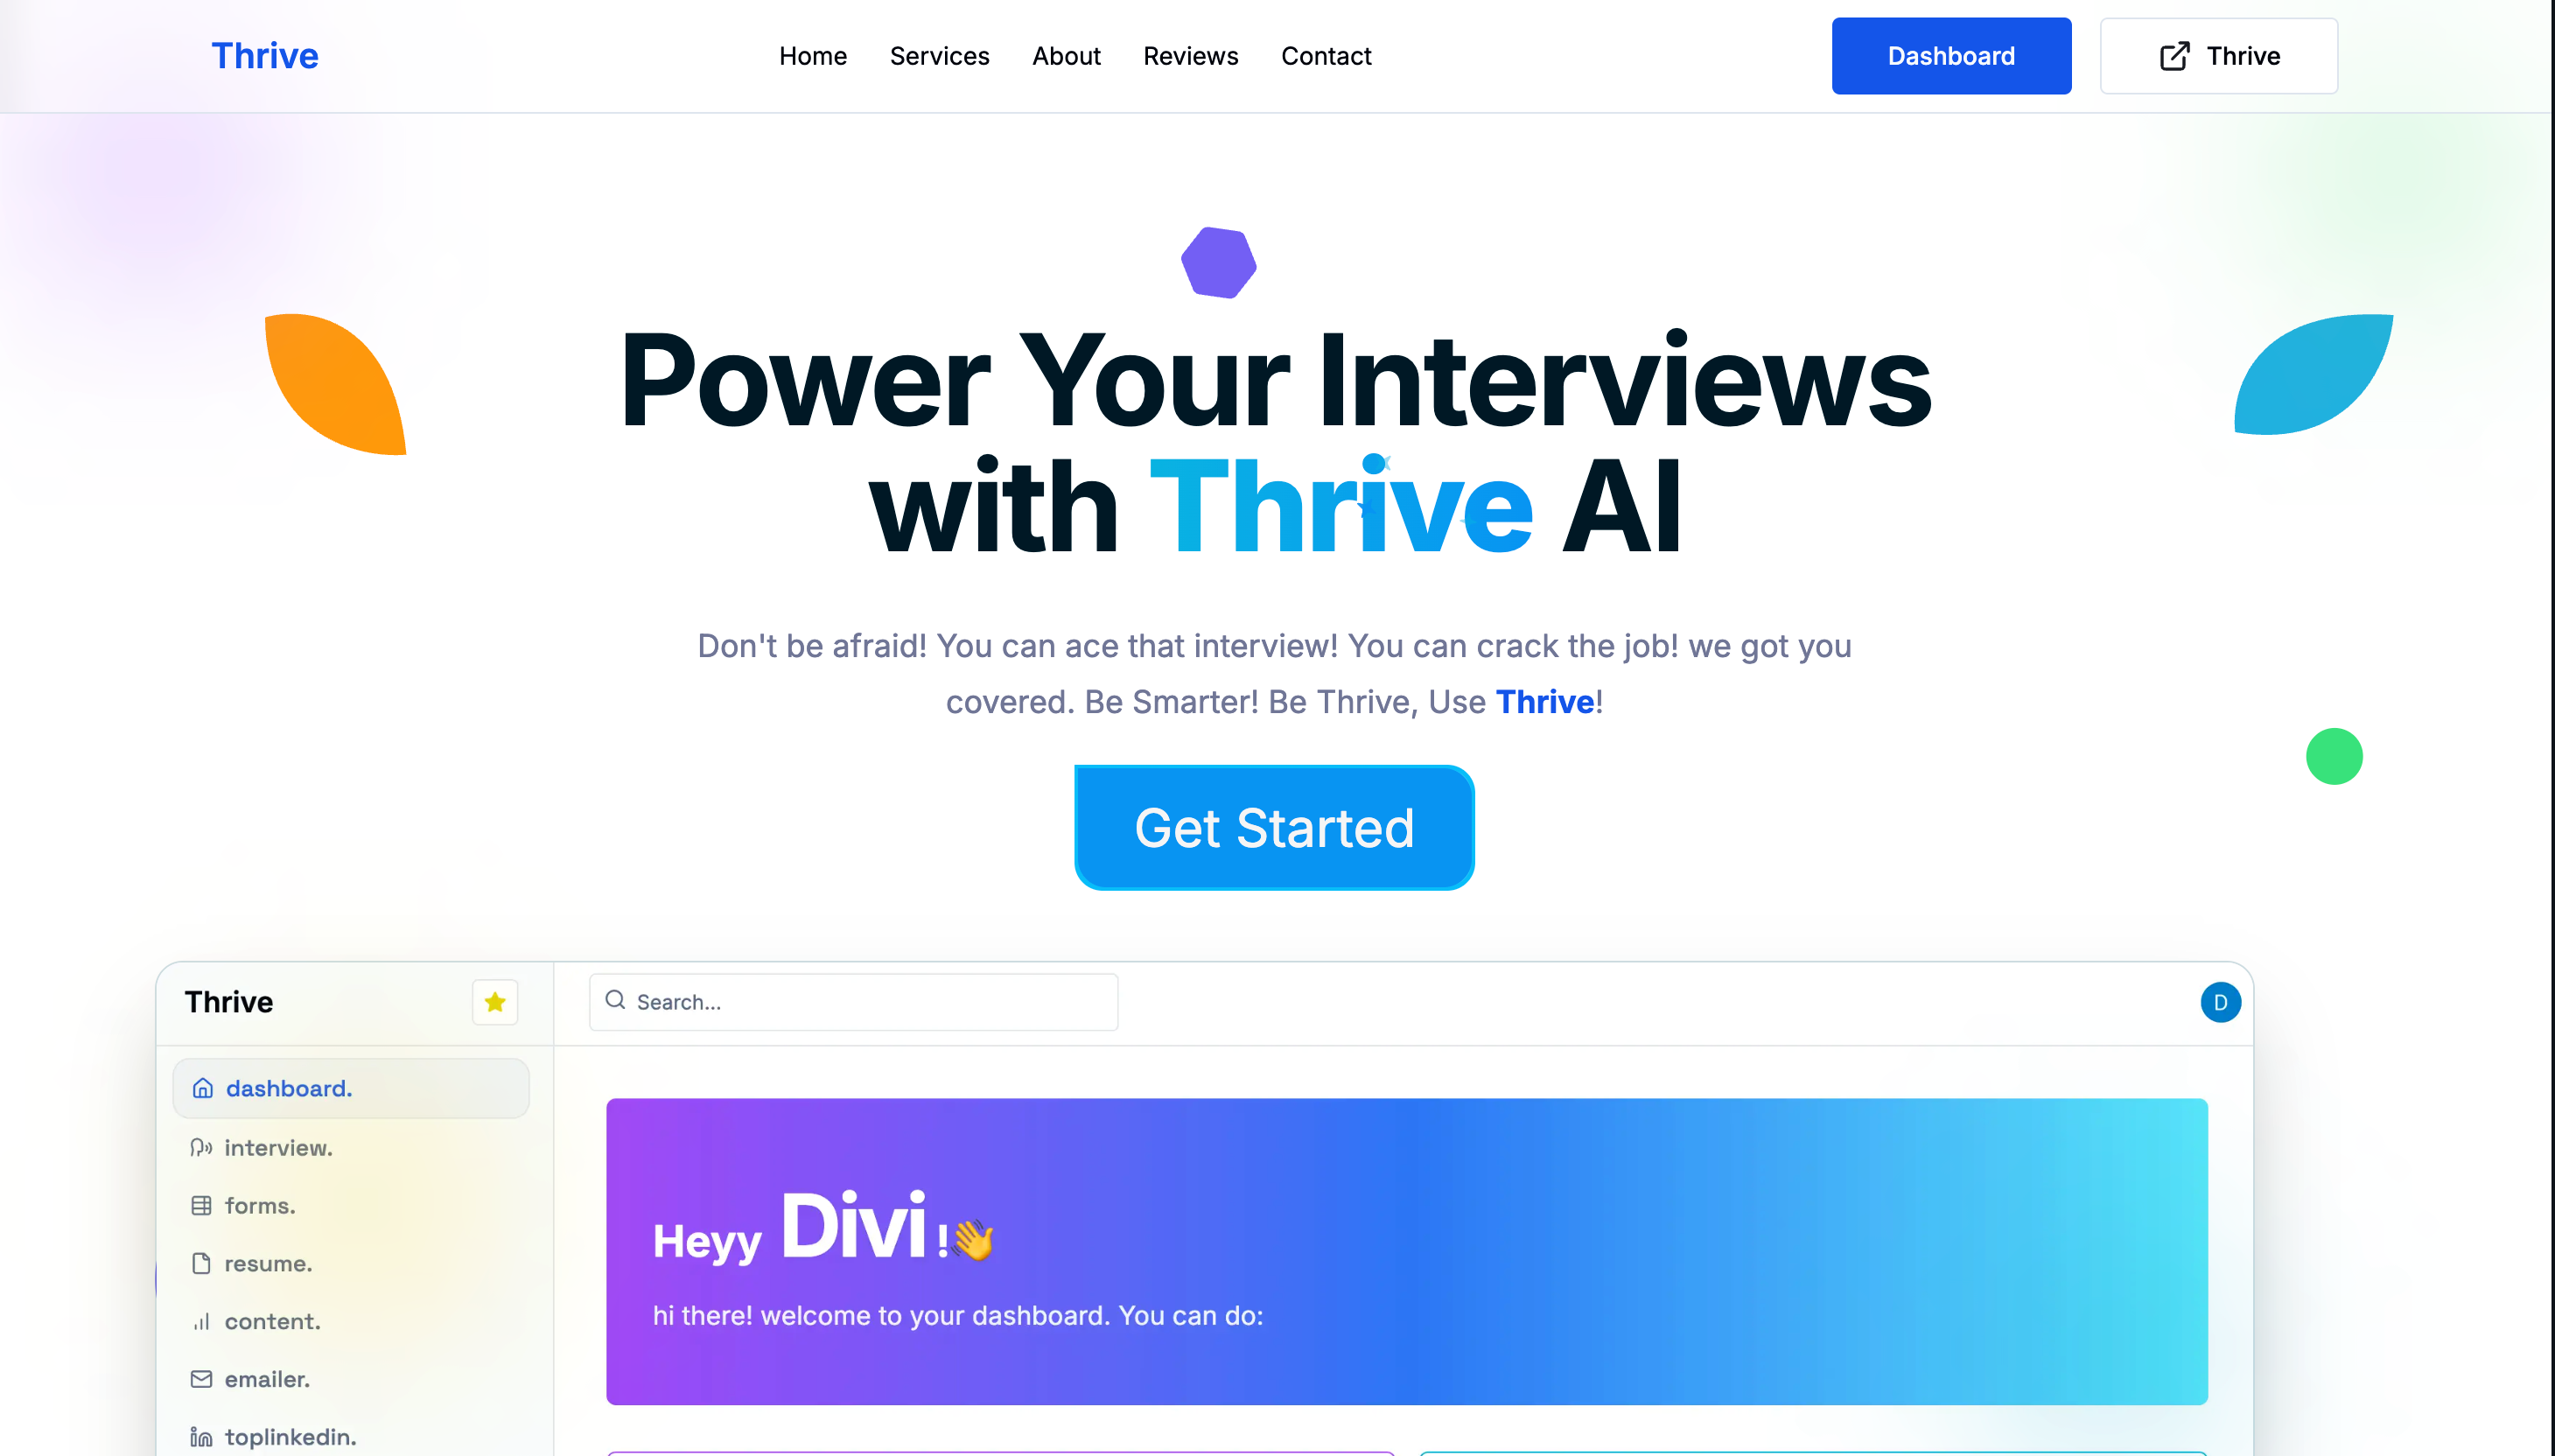 Thrive
Home Services About Reviews Contact
Dashboard
Thrive
Power Your Interviews
with Thrive AI
Don't be afraid! You can ace that interview! You can crack the job! we got you
covered. Be Smarter! Be Thrive, Use Thrive!
Get Started
Thrive
Search...
D
dashboard.
interview.
forms.
resume.
content.
emailer.
toplinkedin.
Heyy Divi !👋
hi there! welcome to your dashboard. You can do: